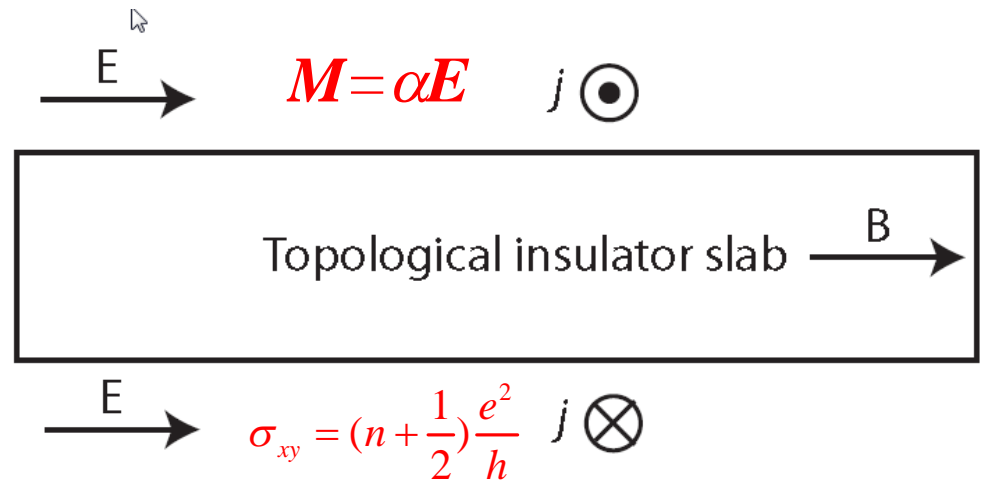 E
M=αE j
Topological insulator slab B
E
σxy = (n + 1/2) e²/h j